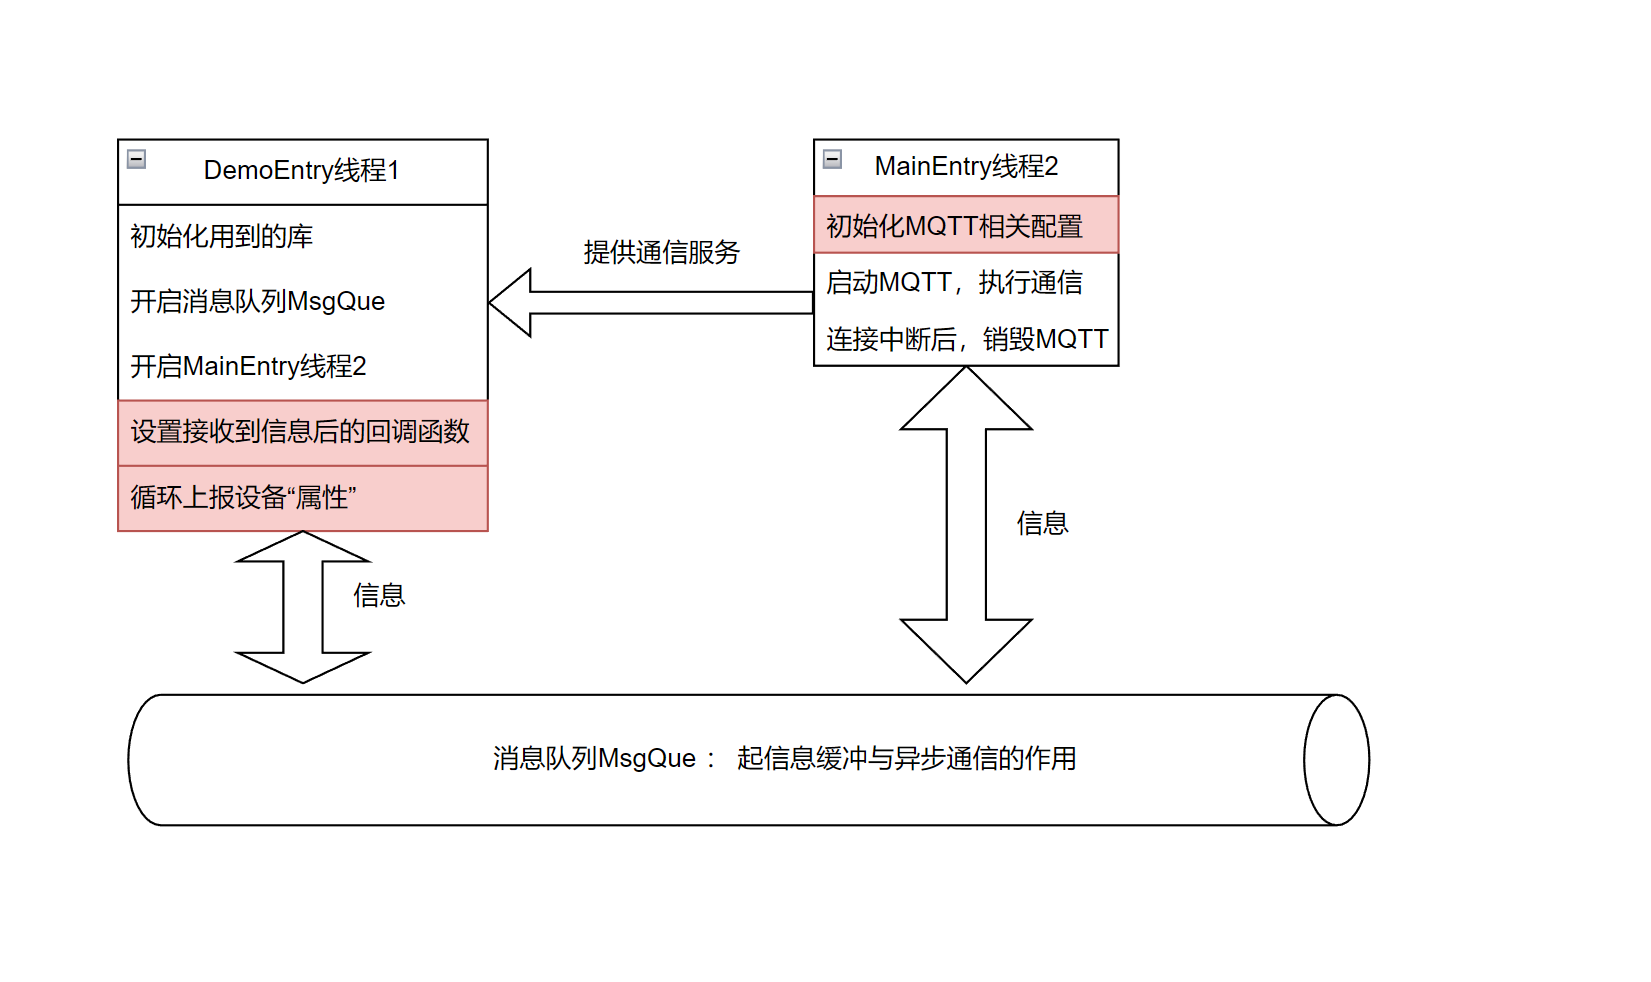 DemoEntry线程1
初始化用到的库
开启消息队列MsgQue
开启MainEntry线程2
设置接收到信息后的回调函数
循环上报设备“属性”
提供通信服务
MainEntry线程2
初始化MQTT相关配置
启动MQTT，执行通信
连接中断后，销毁MQTT
信息
信息
消息队列MsgQue ： 起信息缓冲与异步通信的作用